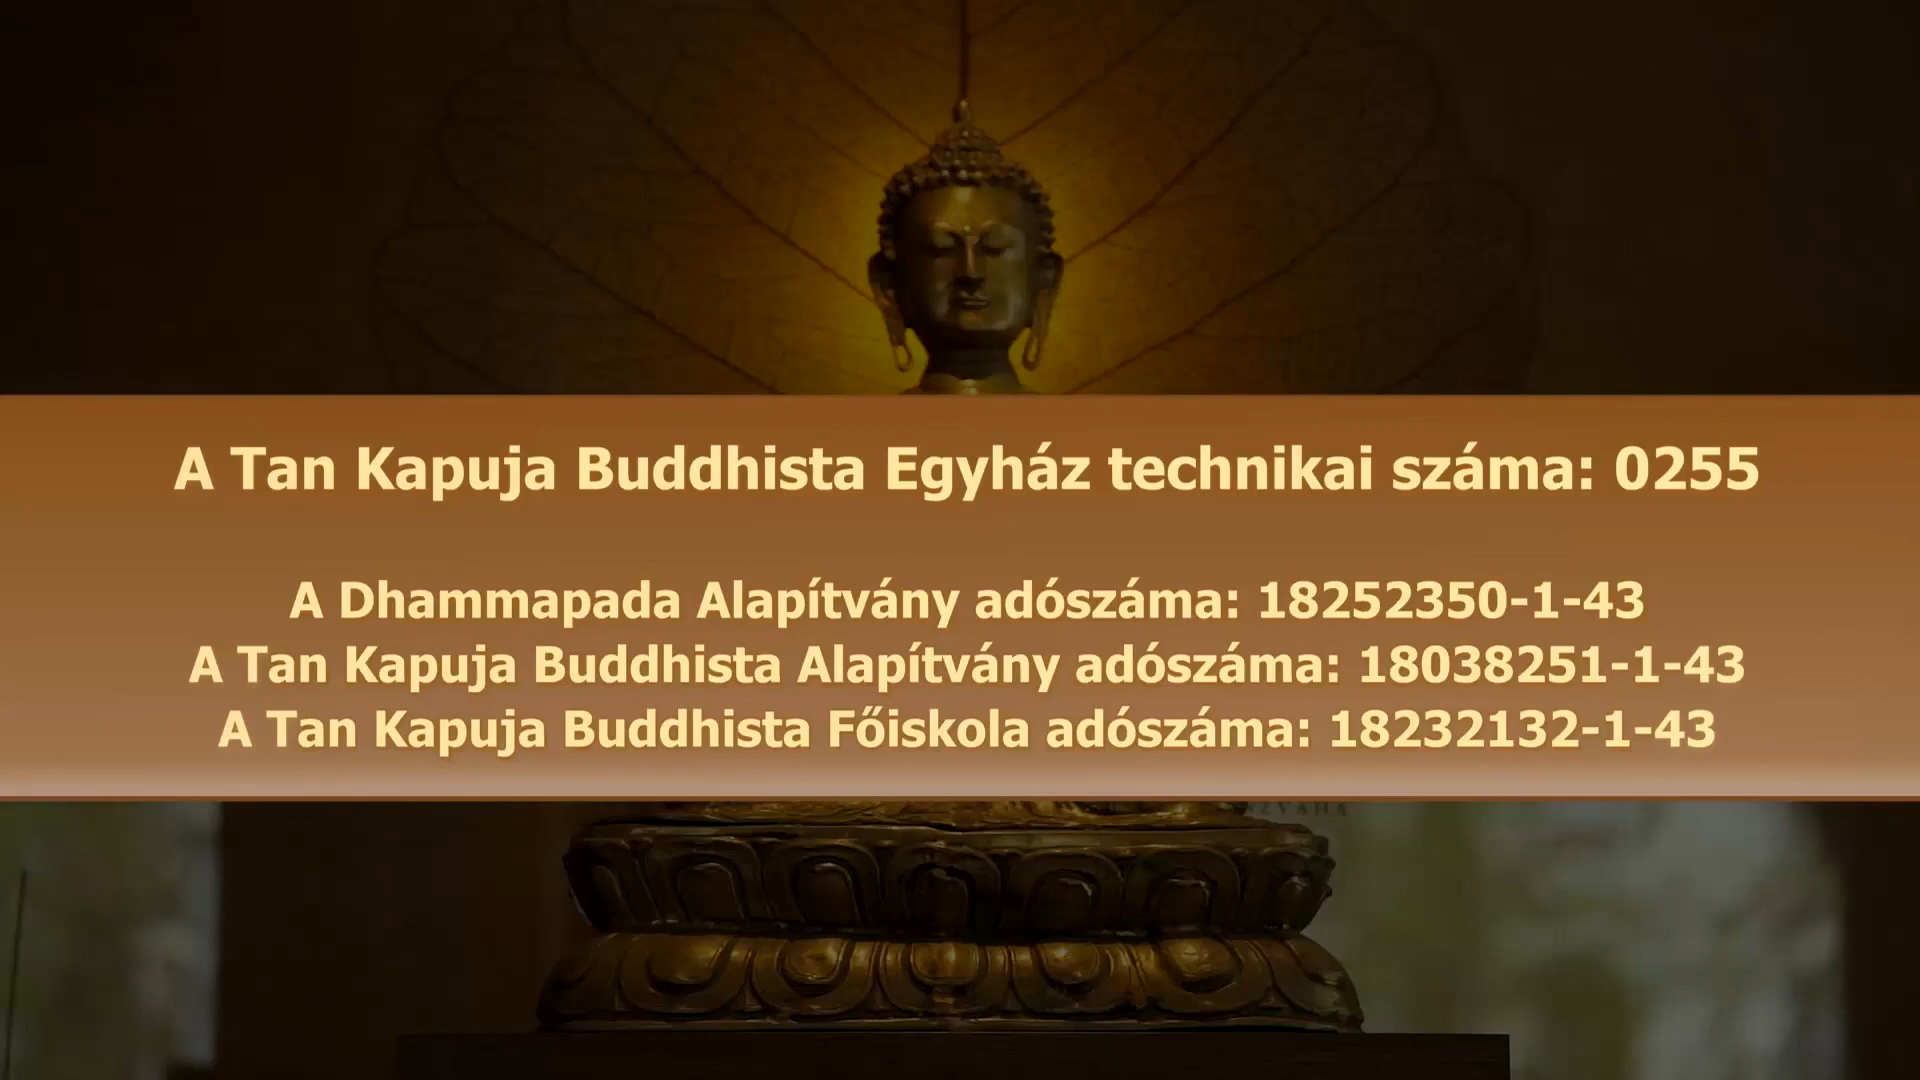 A Tan Kapuja Buddhista Egyház technikai száma: 0255
A Dhammapada Alapítvány adószáma: 18252350-1-43
A Tan Kapuja Buddhista Alapítvány adószáma: 18038251-1-43
A Tan Kapuja Buddhista Főiskola adószáma: 18232132-1-43